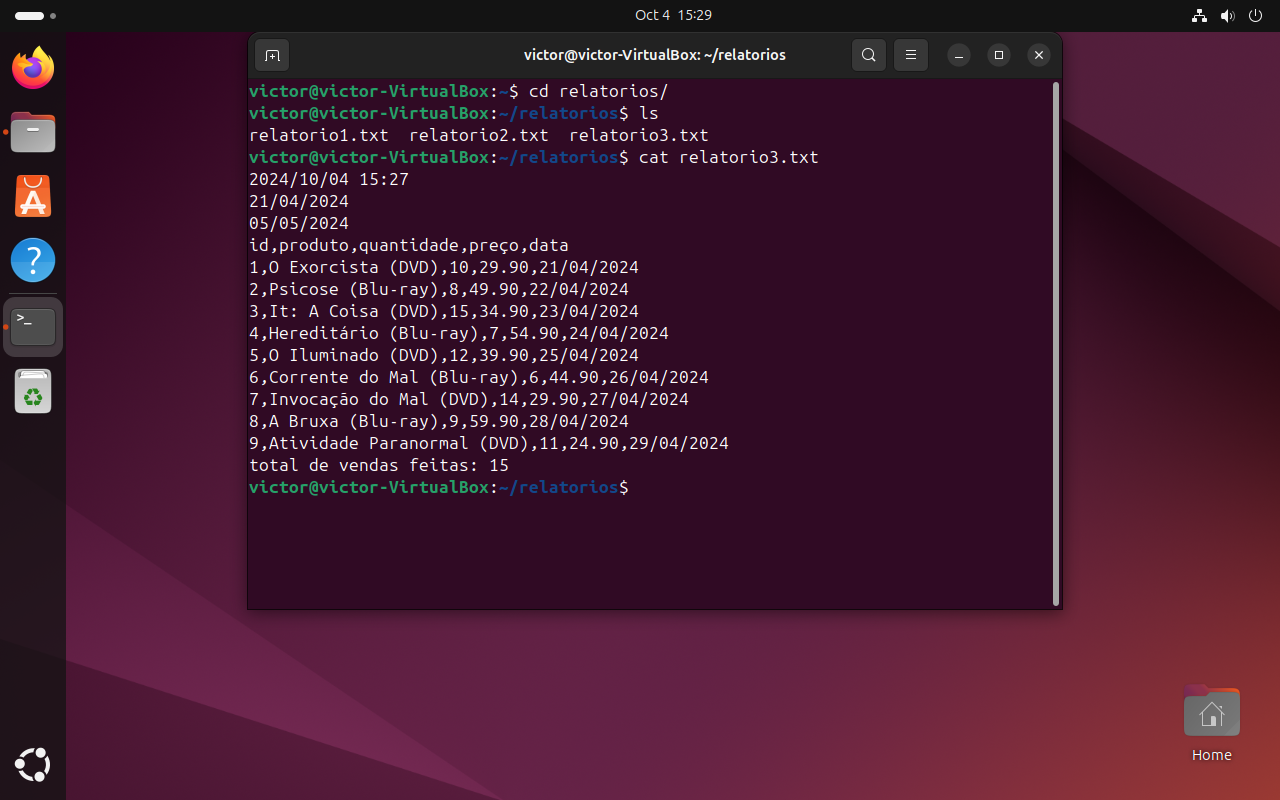 Oct 4 15:29
victor@victor-VirtualBox: ~/relatorios
victor@victor-VirtualBox:~$ cd relatorios/
victor@victor-VirtualBox:~/relatorios$ ls
relatorio1.txt  relatorio2.txt  relatorio3.txt
victor@victor-VirtualBox:~/relatorios$ cat relatorio3.txt
2024/10/04 15:27
21/04/2024
05/05/2024
id,produto,quantidade,preço,data
1,O Exorcista (DVD),10,29.90,21/04/2024
2,Psicose (Blu-ray),8,49.90,22/04/2024
3,It: A Coisa (DVD),15,34.90,23/04/2024
4,Hereditário (Blu-ray),7,54.90,24/04/2024
5,O Iluminado (DVD),12,39.90,25/04/2024
6,Corrente do Mal (Blu-ray),6,44.90,26/04/2024
7,Invocação do Mal (DVD),14,29.90,27/04/2024
8,A Bruxa (Blu-ray),9,59.90,28/04/2024
9,Atividade Paranormal (DVD),11,24.90,29/04/2024
total de vendas feitas: 15
victor@victor-VirtualBox:~/relatorios$
Home